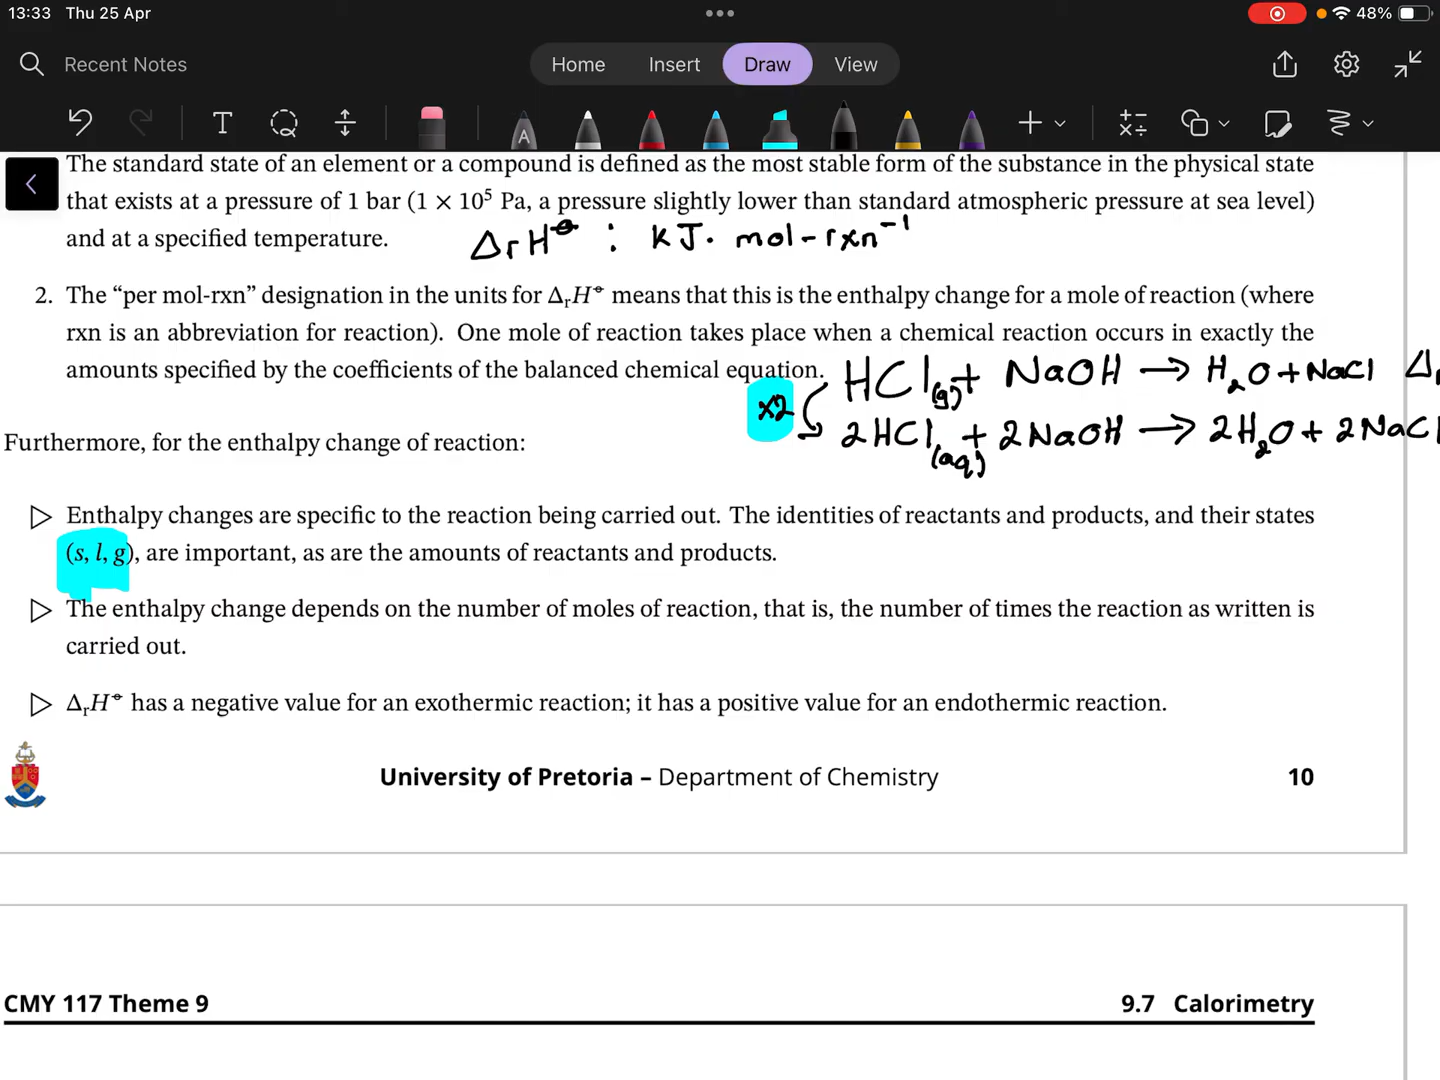 13:33 Thu 25 Apr
48%
Recent Notes
Home Insert Draw View
T A
The standard state of an element or a compound is defined as the most stable form of the substance in the physical state
that exists at a pressure of 1 bar (1 × 10⁵ Pa, a pressure slightly lower than standard atmospheric pressure at sea level)
and at a specified temperature.
ΔrH⦵ : kJ. mol-rxn⁻¹
2. The “per mol-rxn” designation in the units for ΔᵣH⦵ means that this is the enthalpy change for a mole of reaction (where
rxn is an abbreviation for reaction). One mole of reaction takes place when a chemical reaction occurs in exactly the
amounts specified by the coefficients of the balanced chemical equation.
HCl(g) + NaOH → H₂O + NaCl Δr
x2
2HCl(aq) + 2NaOH → 2H₂O + 2NaCl
Furthermore, for the enthalpy change of reaction:
▷ Enthalpy changes are specific to the reaction being carried out. The identities of reactants and products, and their states
(s, l, g), are important, as are the amounts of reactants and products.
▷ The enthalpy change depends on the number of moles of reaction, that is, the number of times the reaction as written is
carried out.
▷ ΔᵣH⦵ has a negative value for an exothermic reaction; it has a positive value for an endothermic reaction.
University of Pretoria – Department of Chemistry 10
CMY 117 Theme 9 9.7 Calorimetry